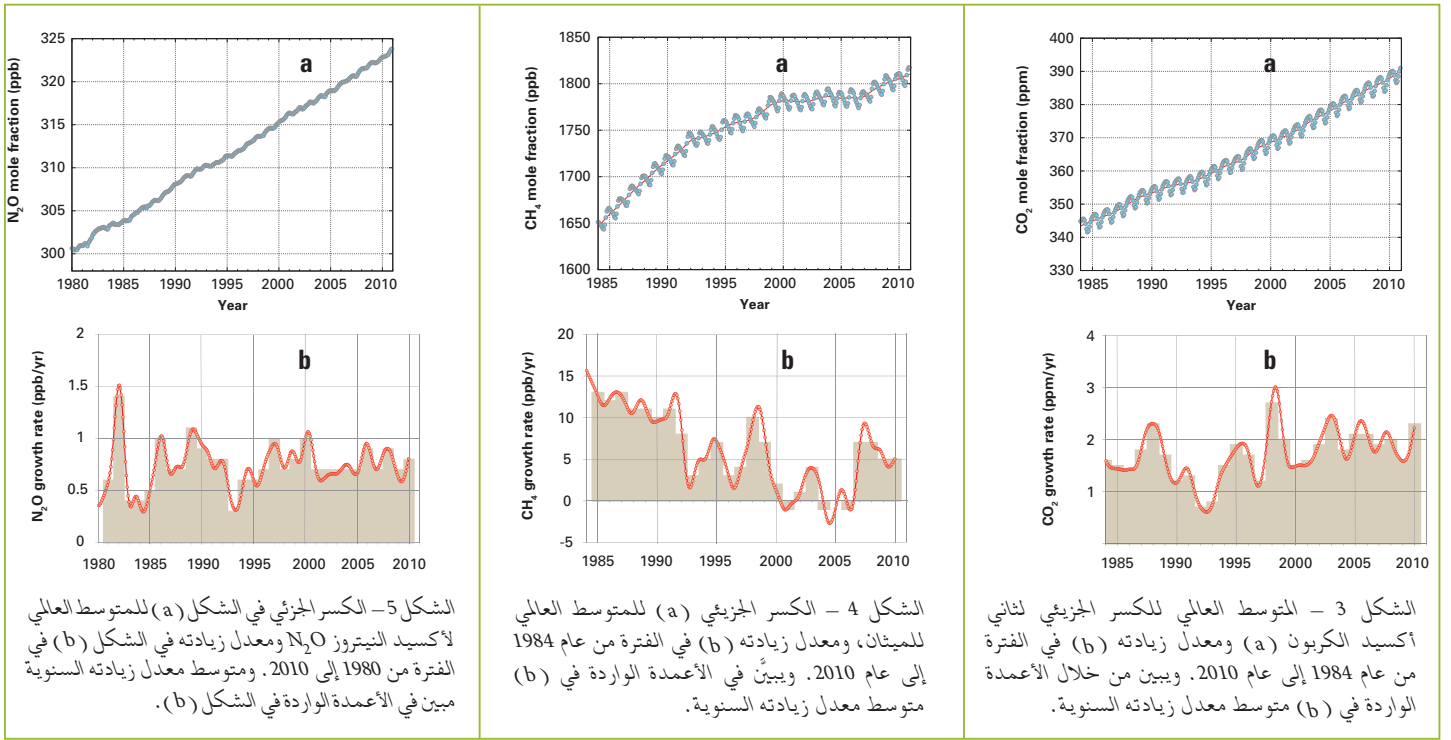 400
390
380
370
360
350
340
330
CO₂ mole fraction (ppm)
a
1985 1990 1995 2000 2005 2010
Year
4
3
2
1
CO₂ growth rate (ppm/yr)
b
1985 1990 1995 2000 2005 2010
الشكل 3 – المتوسط العالمي للكسر الجزيئي لثاني
أكسيد الكربون (a) ومعدل زيادته (b) في الفترة
من عام 1984 إلى عام 2010. ويبين من خلال الأعمدة
الواردة في (b) متوسط معدل زيادته السنوية.
1850
1800
1750
1700
1650
1600
CH₄ mole fraction (ppb)
a
1985 1990 1995 2000 2005 2010
Year
20
15
10
5
0
-5
CH₄ growth rate (ppb/yr)
b
1985 1990 1995 2000 2005 2010
الشكل 4 – الكسر الجزيئي (a) للمتوسط العالمي
للميثان، ومعدل زيادته (b) في الفترة من عام 1984
إلى عام 2010. ويبيَّن في الأعمدة الواردة في (b)
متوسط معدل زيادته السنوية.
325
320
315
310
305
300
N₂O mole fraction (ppb)
a
1980 1985 1990 1995 2000 2005 2010
Year
2
1.5
1
0.5
0
N₂O growth rate (ppb/yr)
b
1980 1985 1990 1995 2000 2005 2010
الشكل 5– الكسر الجزئي في الشكل (a) للمتوسط العالمي
لأكسيد النيتروز N₂O ومعدل زيادته في الشكل (b) في
الفترة من 1980 إلى 2010. ومتوسط معدل زيادته السنوية
مبين في الأعمدة الواردة في الشكل (b).